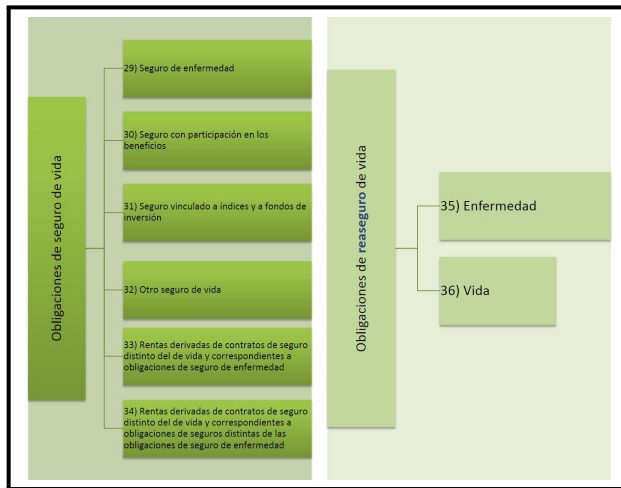 Obligaciones de seguro de vida
29) Seguro de enfermedad
30) Seguro con participación en los
beneficios
31) Seguro vinculado a índices y a fondos de
inversión
32) Otro seguro de vida
33) Rentas derivadas de contratos de seguro
distinto del de vida y correspondientes a
obligaciones de seguro de enfermedad
34) Rentas derivadas de contratos de seguro
distinto del de vida y correspondientes a
obligaciones de seguros distintas de las
obligaciones de seguro de enfermedad
Obligaciones de reaseguro de vida
35) Enfermedad
36) Vida